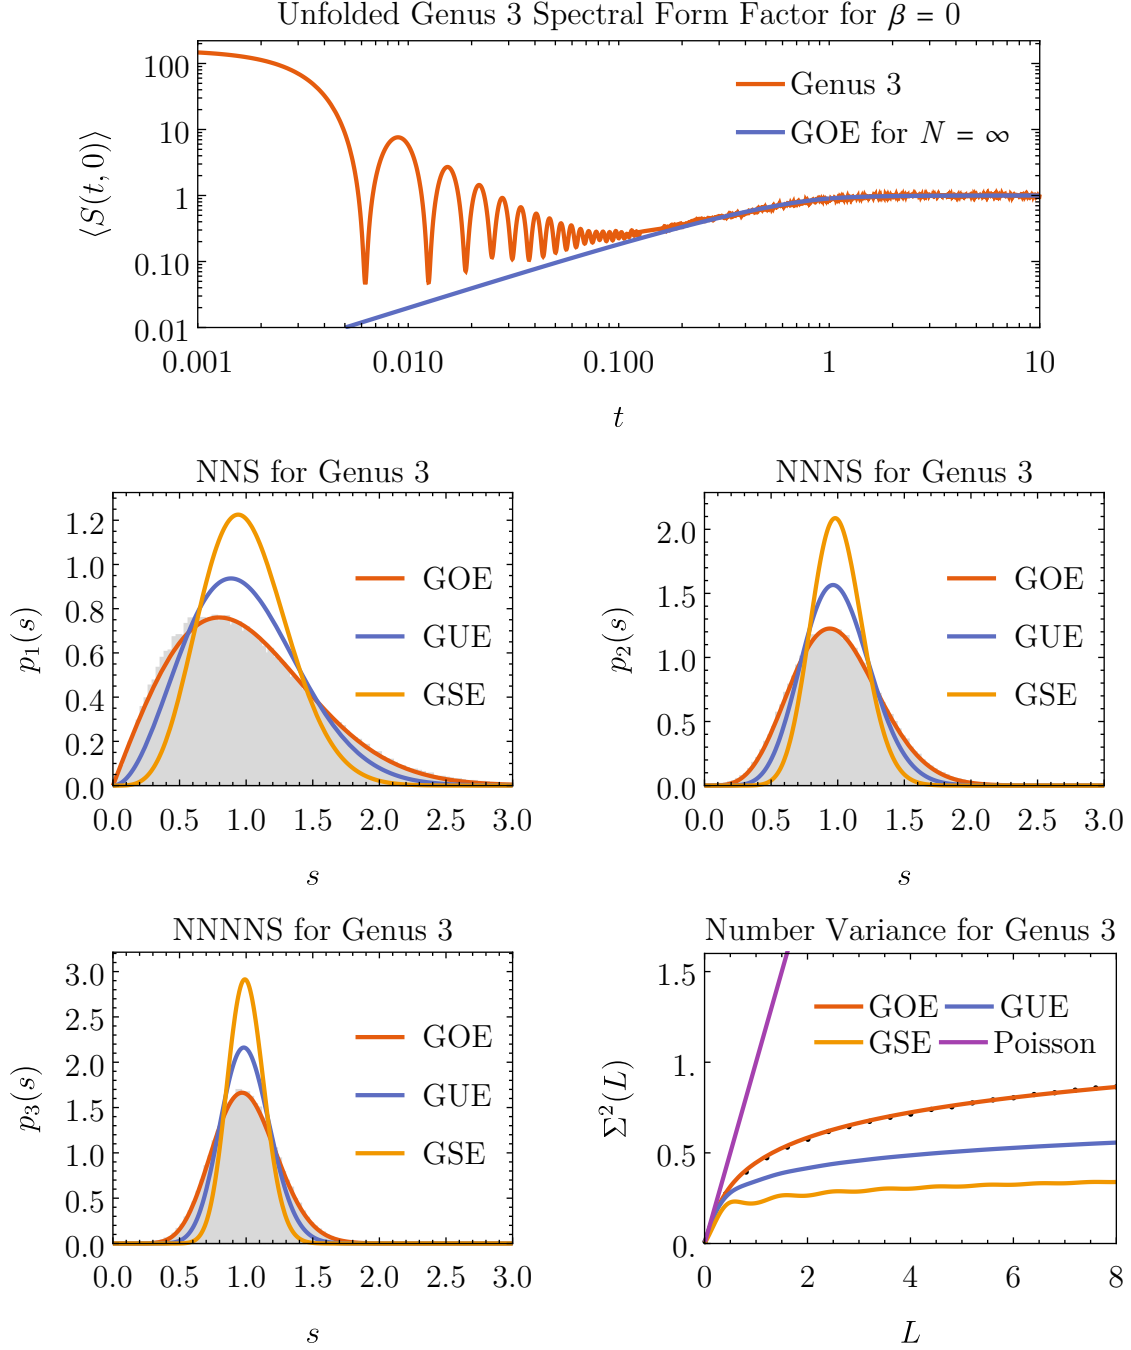 Unfolded Genus 3 Spectral Form Factor for β = 0
⟨S(t, 0)⟩
100
10
1
0.10
0.01
Genus 3
GOE for N = ∞
0.001 0.010 0.100 1 10
t
NNS for Genus 3
p₁(s)
1.2
1.0
0.8
0.6
0.4
0.2
0.0
GOE
GUE
GSE
0.0 0.5 1.0 1.5 2.0 2.5 3.0
s
NNNS for Genus 3
p₂(s)
2.0
1.5
1.0
0.5
0.0
GOE
GUE
GSE
0.0 0.5 1.0 1.5 2.0 2.5 3.0
s
NNNNS for Genus 3
p₃(s)
3.0
2.5
2.0
1.5
1.0
0.5
0.0
GOE
GUE
GSE
0.0 0.5 1.0 1.5 2.0 2.5 3.0
s
Number Variance for Genus 3
Σ²(L)
1.5
1.
0.5
0.
GOE GUE
GSE Poisson
0 2 4 6 8
L